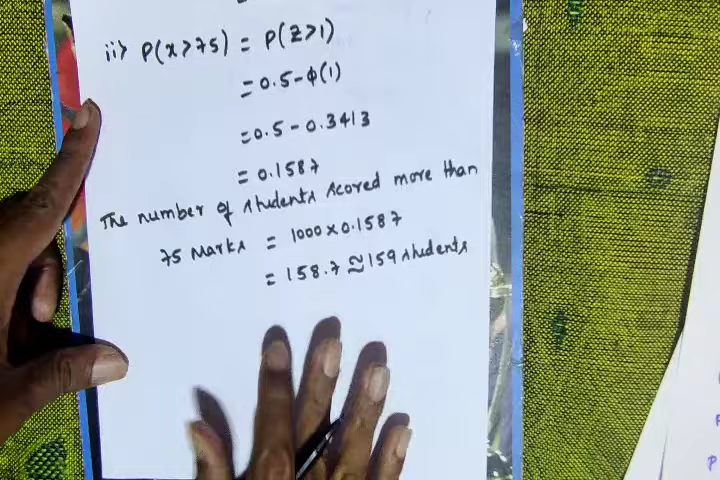 ii> P(x>75) = P(Z>1)
= 0.5-φ(1)
= 0.5 - 0.3413
= 0.1587
The number of students scored more than
75 Marks = 1000 x 0.1587
= 158.7 ≅ 159 students